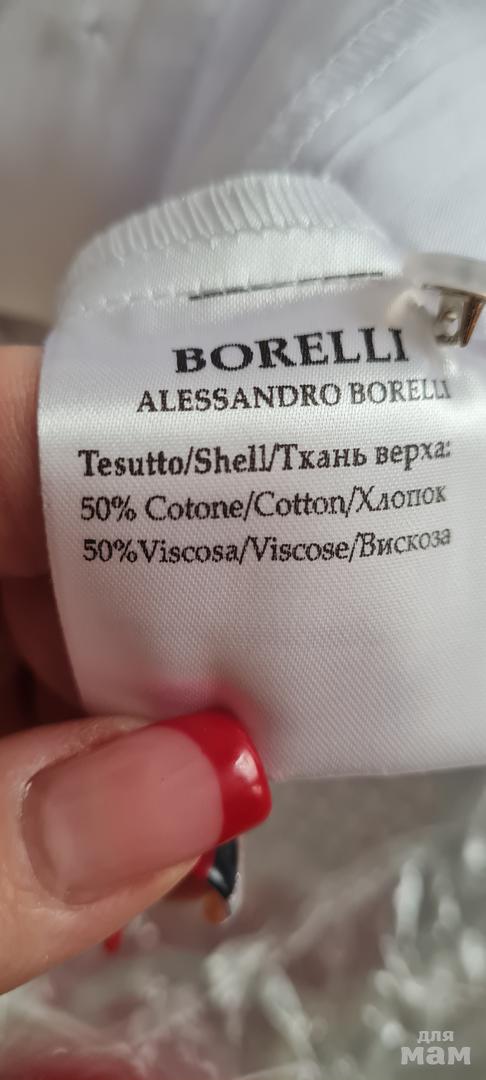 BORELLI
ALESSANDRO BORELLI
Tesutto/Shell/Ткань верха:
50% Cotone/Cotton/Хлопок
50%Viscosa/Viscose/Вискоза
для
мам